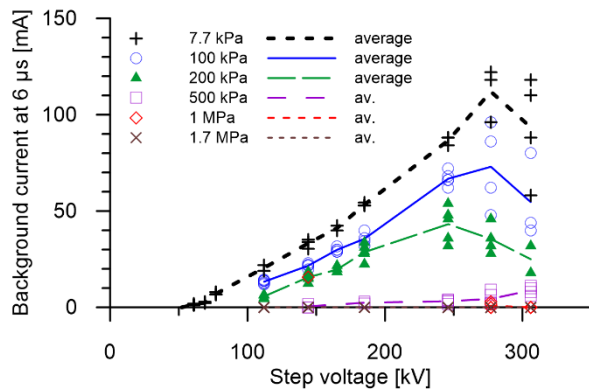 150
100
50
0
Background current at 6 µs [mA]
7.7 kPa average
100 kPa average
200 kPa average
500 kPa av.
1 MPa av.
1.7 MPa av.
0 100 200 300
Step voltage [kV]